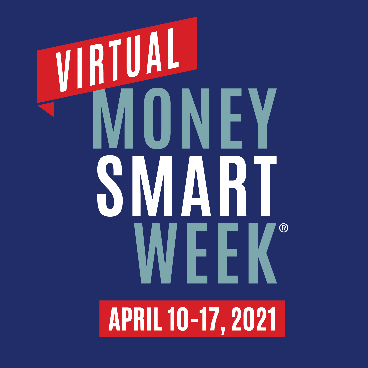 VIRTUAL
MONEY
SMART
WEEK®
APRIL 10-17, 2021